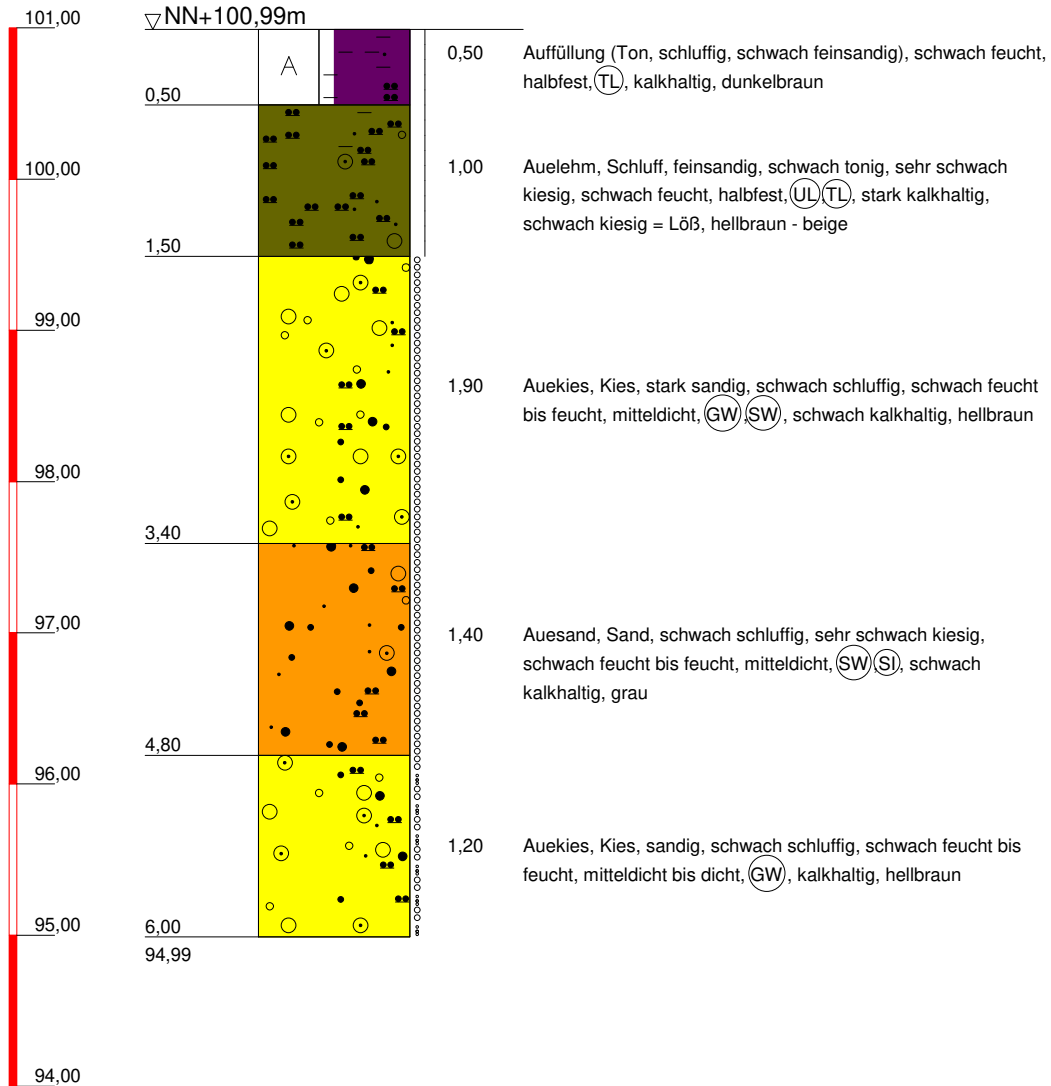 101,00
NN+100,99m
A
0,50
Auffüllung (Ton, schluffig, schwach feinsandig), schwach feucht,
halbfest, TL, kalkhaltig, dunkelbraun
0,50
100,00
1,00
Auelehm, Schluff, feinsandig, schwach tonig, sehr schwach
kiesig, schwach feucht, halbfest, UL, TL, stark kalkhaltig,
schwach kiesig = Löß, hellbraun - beige
1,50
99,00
1,90
Auekies, Kies, stark sandig, schwach schluffig, schwach feucht
bis feucht, mitteldicht, GW, SW, schwach kalkhaltig, hellbraun
98,00
3,40
97,00
1,40
Auesand, Sand, schwach schluffig, sehr schwach kiesig,
schwach feucht bis feucht, mitteldicht, SW, SI, schwach
kalkhaltig, grau
4,80
96,00
1,20
Auekies, Kies, sandig, schwach schluffig, schwach feucht bis
feucht, mitteldicht bis dicht, GW, kalkhaltig, hellbraun
95,00
6,00
94,99
94,00